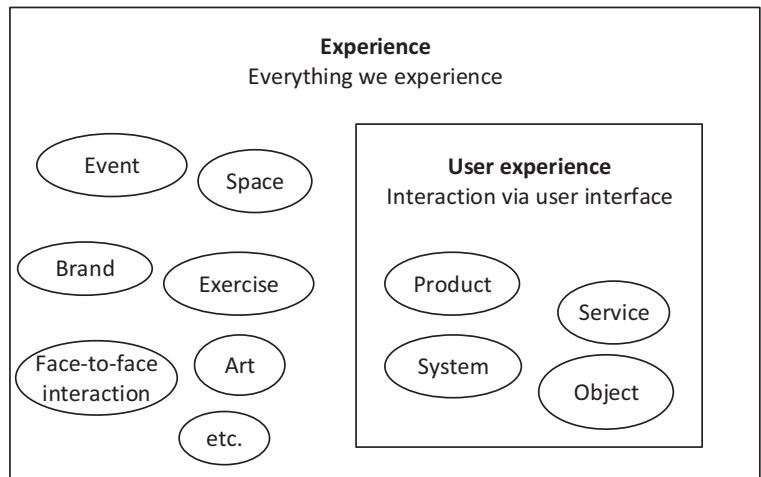 Experience
Everything we experience
Event
Space
Brand
Exercise
Face-to-face
interaction
Art
etc.
User experience
Interaction via user interface
Product
Service
System
Object